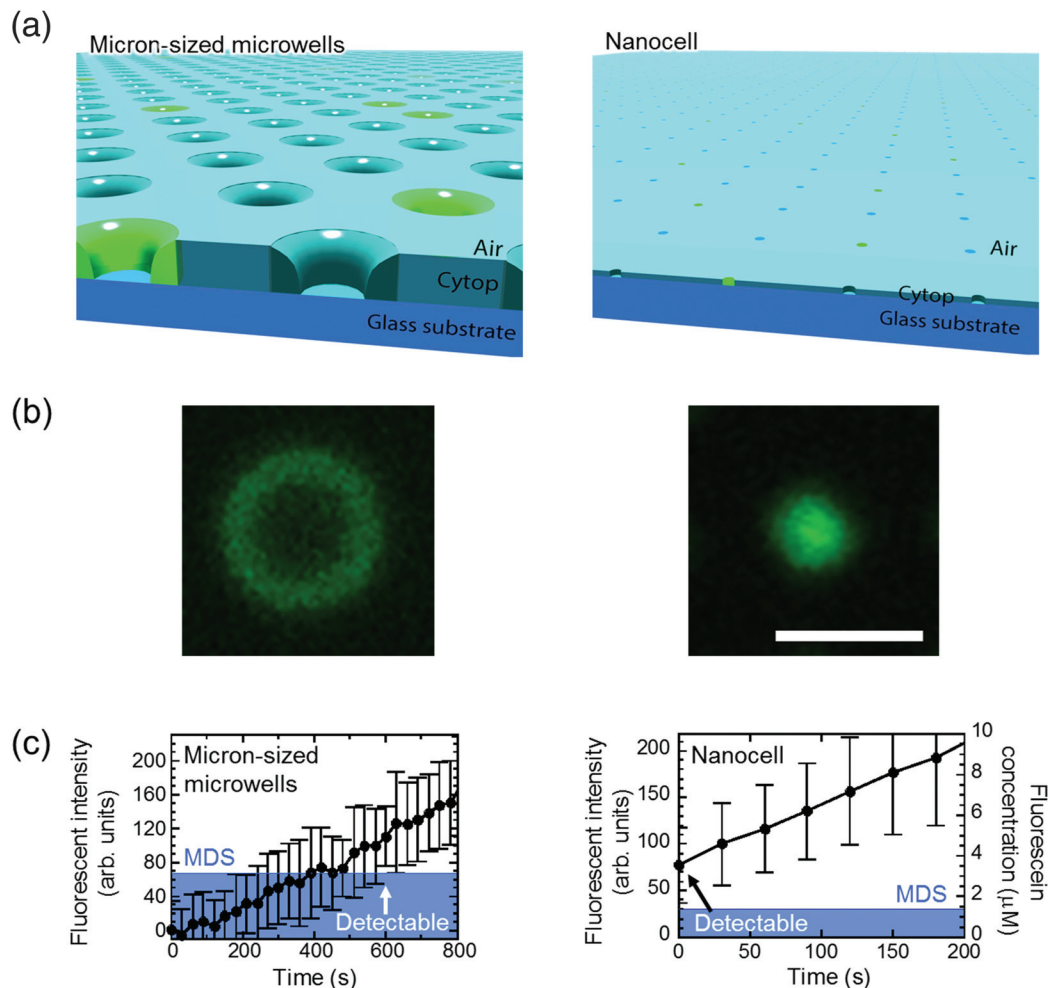 (a)
Micron-sized microwells
Air
Cytop
Glass substrate
Nanocell
Air
Cytop
Glass substrate
(b)
(c)
Fluorescent intensity
(arb. units)
200
160
120
80
40
0
Micron-sized
microwells
MDS
Detectable
0
200
400
600
800
Time (s)
Fluorescent intensity
(arb. units)
200
150
100
50
0
Nanocell
MDS
Detectable
0
50
100
150
200
Time (s)
10
8
6
4
2
0
Fluorescein
concentration (μM)